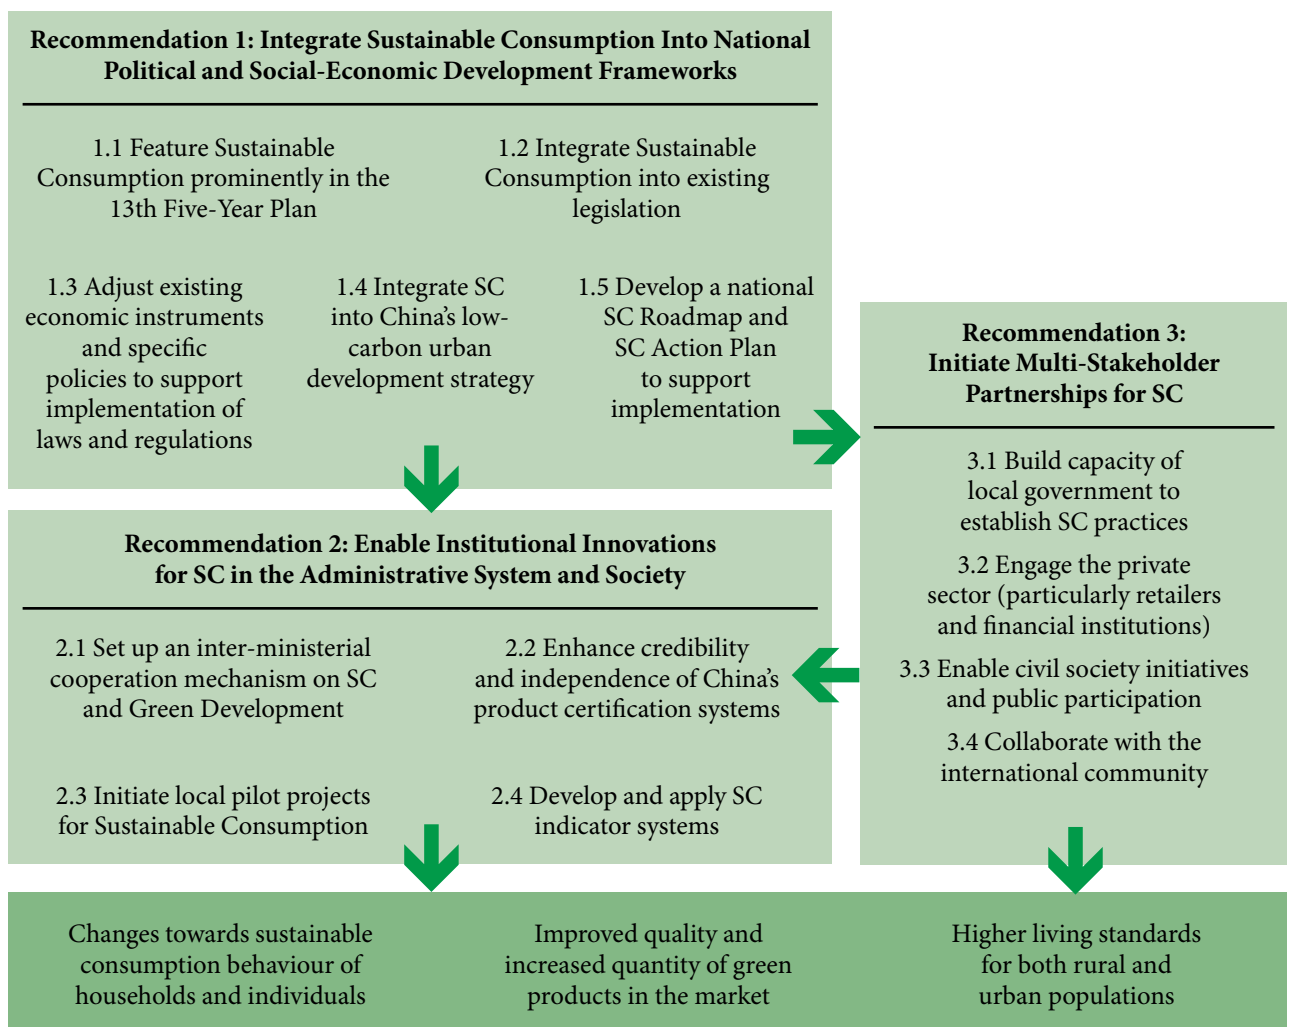 Recommendation 1: Integrate Sustainable Consumption Into National
Political and Social-Economic Development Frameworks
1.1 Feature Sustainable
Consumption prominently in the
13th Five-Year Plan
1.2 Integrate Sustainable
Consumption into existing
legislation
1.3 Adjust existing
economic instruments
and specific
policies to support
implementation of
laws and regulations
1.4 Integrate SC
into China's low-
carbon urban
development strategy
1.5 Develop a national
SC Roadmap and
SC Action Plan
to support
implementation
Recommendation 2: Enable Institutional Innovations
for SC in the Administrative System and Society
2.1 Set up an inter-ministerial
cooperation mechanism on SC
and Green Development
2.2 Enhance credibility
and independence of China's
product certification systems
2.3 Initiate local pilot projects
for Sustainable Consumption
2.4 Develop and apply SC
indicator systems
Recommendation 3:
Initiate Multi-Stakeholder
Partnerships for SC
3.1 Build capacity of
local government to
establish SC practices
3.2 Engage the private
sector (particularly retailers
and financial institutions)
3.3 Enable civil society initiatives
and public participation
3.4 Collaborate with the
international community
Changes towards sustainable
consumption behaviour of
households and individuals
Improved quality and
increased quantity of green
products in the market
Higher living standards
for both rural and
urban populations